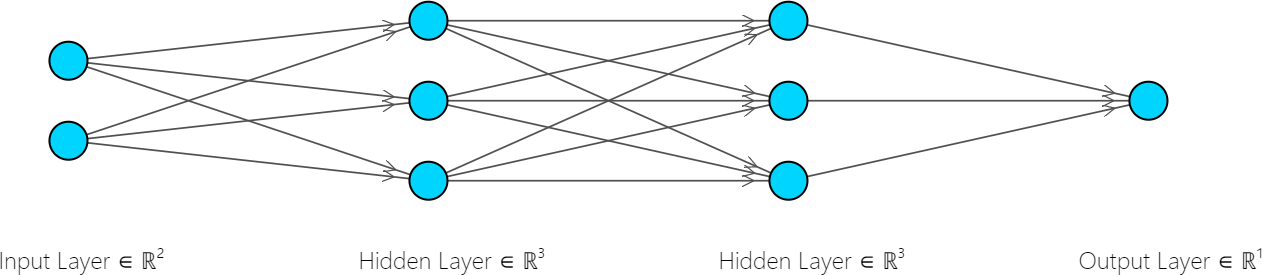 Input Layer ∈ ℝ²
Hidden Layer ∈ ℝ³
Hidden Layer ∈ ℝ³
Output Layer ∈ ℝ¹